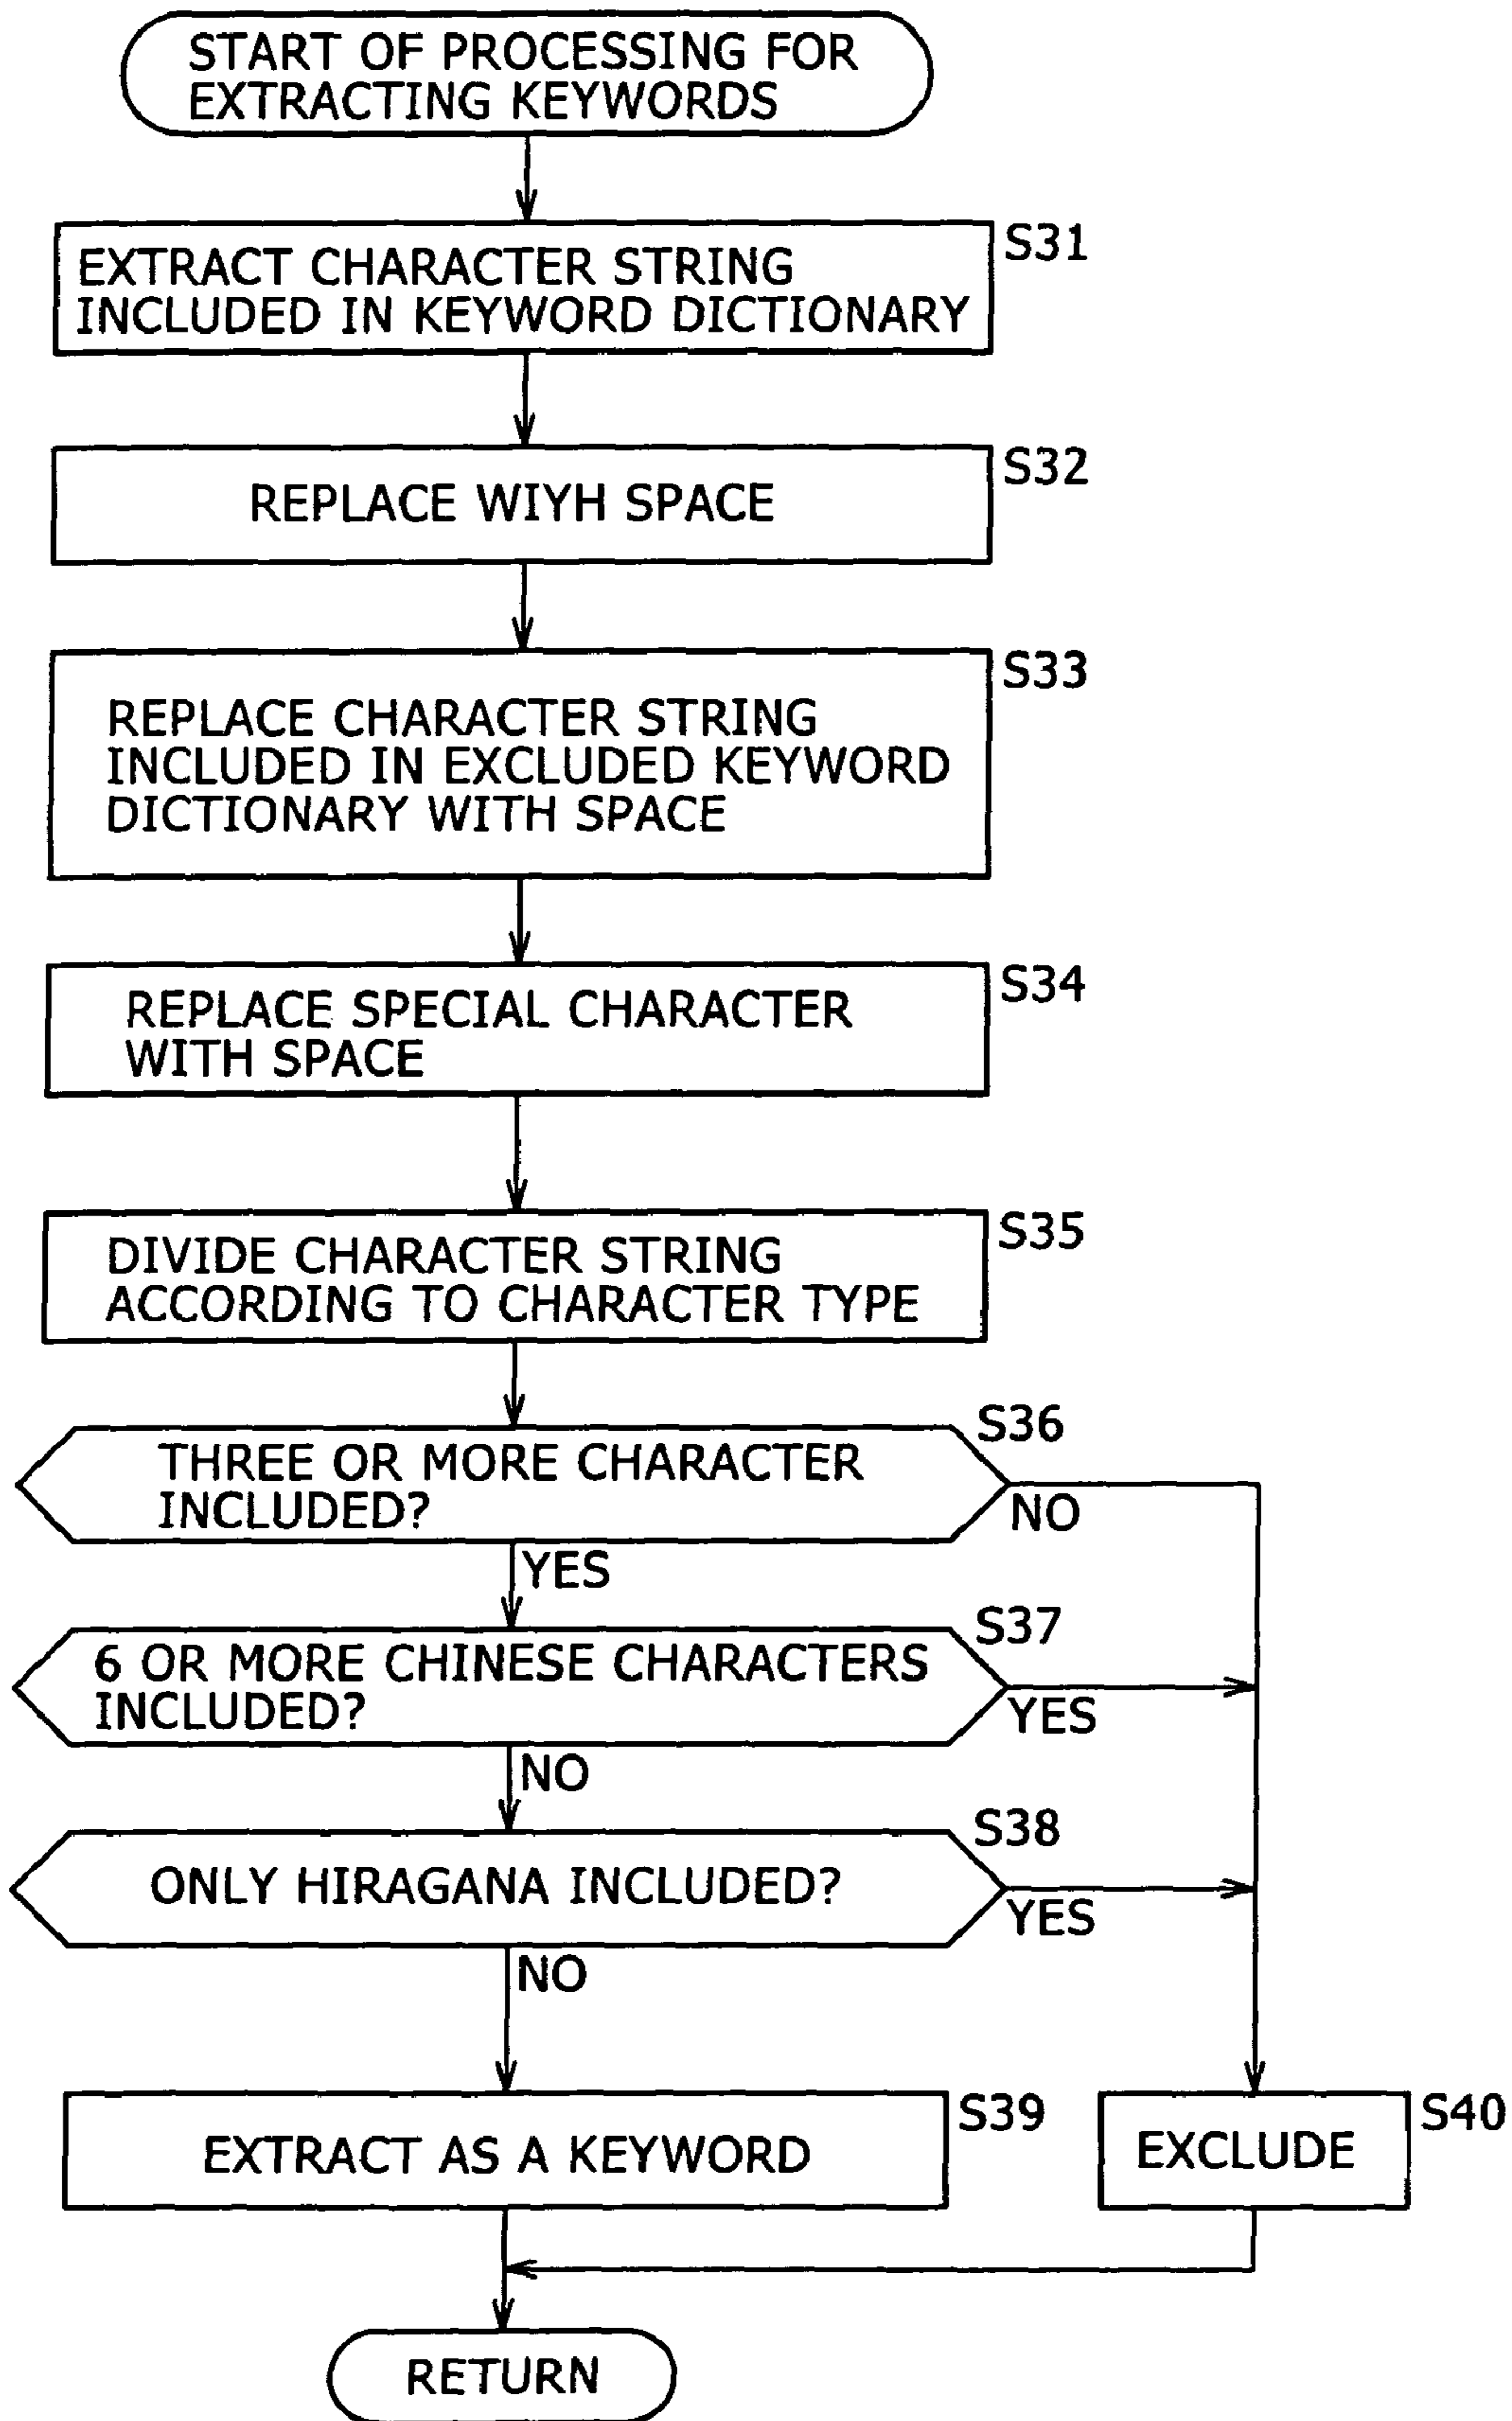 START OF PROCESSING FOR
EXTRACTING KEYWORDS
S31
EXTRACT CHARACTER STRING
INCLUDED IN KEYWORD DICTIONARY
S32
REPLACE WIYH SPACE
S33
REPLACE CHARACTER STRING
INCLUDED IN EXCLUDED KEYWORD
DICTIONARY WITH SPACE
S34
REPLACE SPECIAL CHARACTER
WITH SPACE
S35
DIVIDE CHARACTER STRING
ACCORDING TO CHARACTER TYPE
S36
THREE OR MORE CHARACTER
INCLUDED?
NO
YES
S37
6 OR MORE CHINESE CHARACTERS
INCLUDED?
YES
NO
S38
ONLY HIRAGANA INCLUDED?
YES
NO
S39
EXTRACT AS A KEYWORD
S40
EXCLUDE
RETURN